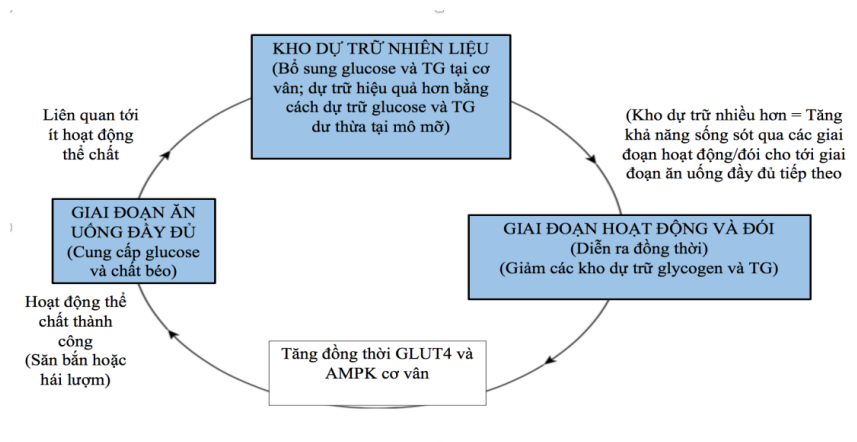 KHO DỰ TRỮ NHIÊN LIỆU
(Bổ sung glucose và TG tại cơ
vân; dự trữ hiệu quả hơn bằng
cách dự trữ glucose và TG
dư thừa tại mô mỡ)
(Kho dự trữ nhiều hơn = Tăng
khả năng sống sót qua các giai
đoạn hoạt động/đói cho tới giai
đoạn ăn uống đầy đủ tiếp theo
GIAI ĐOẠN HOẠT ĐỘNG VÀ ĐÓI
(Diễn ra đồng thời)
(Giảm các kho dự trữ glycogen và TG)
Tăng đồng thời GLUT4 và
AMPK cơ vân
Hoạt động thể
chất thành
công
(Săn bắn hoặc
hái lượm)
GIAI ĐOẠN ĂN
UỐNG ĐẦY ĐỦ
(Cung cấp glucose
và chất béo)
Liên quan tới
ít hoạt động
thể chất